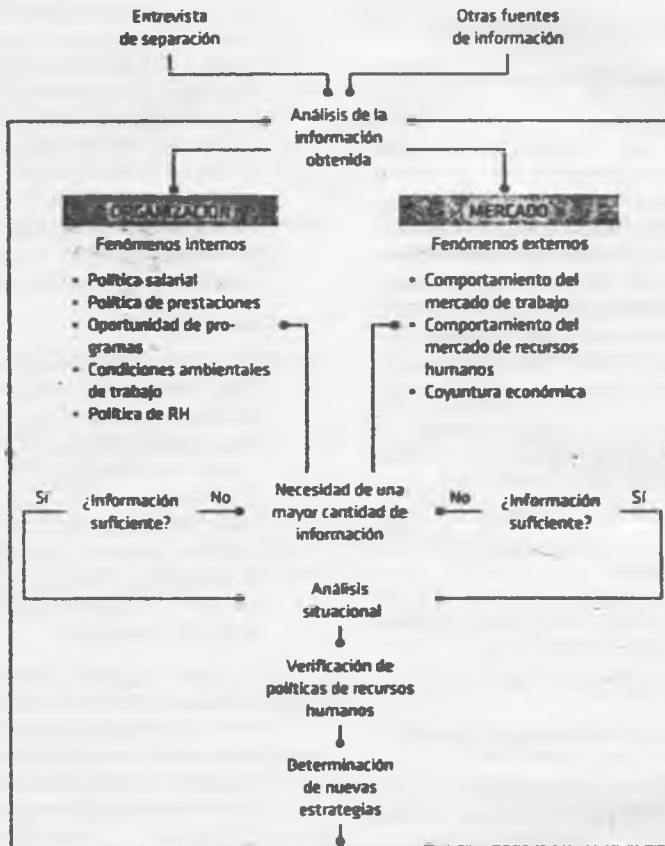 Entrevista
de separación
Otras fuentes
de información
Análisis de la
información
obtenida
ORGANIZACIÓN
Fenómenos internos
• Política salarial
• Política de prestaciones
• Oportunidad de pro-
gramas
• Condiciones ambientales
de trabajo
• Política de RH
MERCADO
Fenómenos externos
• Comportamiento del
mercado de trabajo
• Comportamiento del
mercado de recursos
humanos
• Coyuntura económica
Sí
¿Información
suficiente?
No
Necesidad de una
mayor cantidad de
información
No
¿Información
suficiente?
Sí
Análisis
situacional
Verificación de
políticas de recursos
humanos
Determinación
de nuevas
estrategias